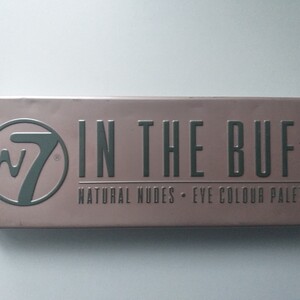 W7®
IN THE BUF
NATURAL NUDES • EYE COLOUR PALE